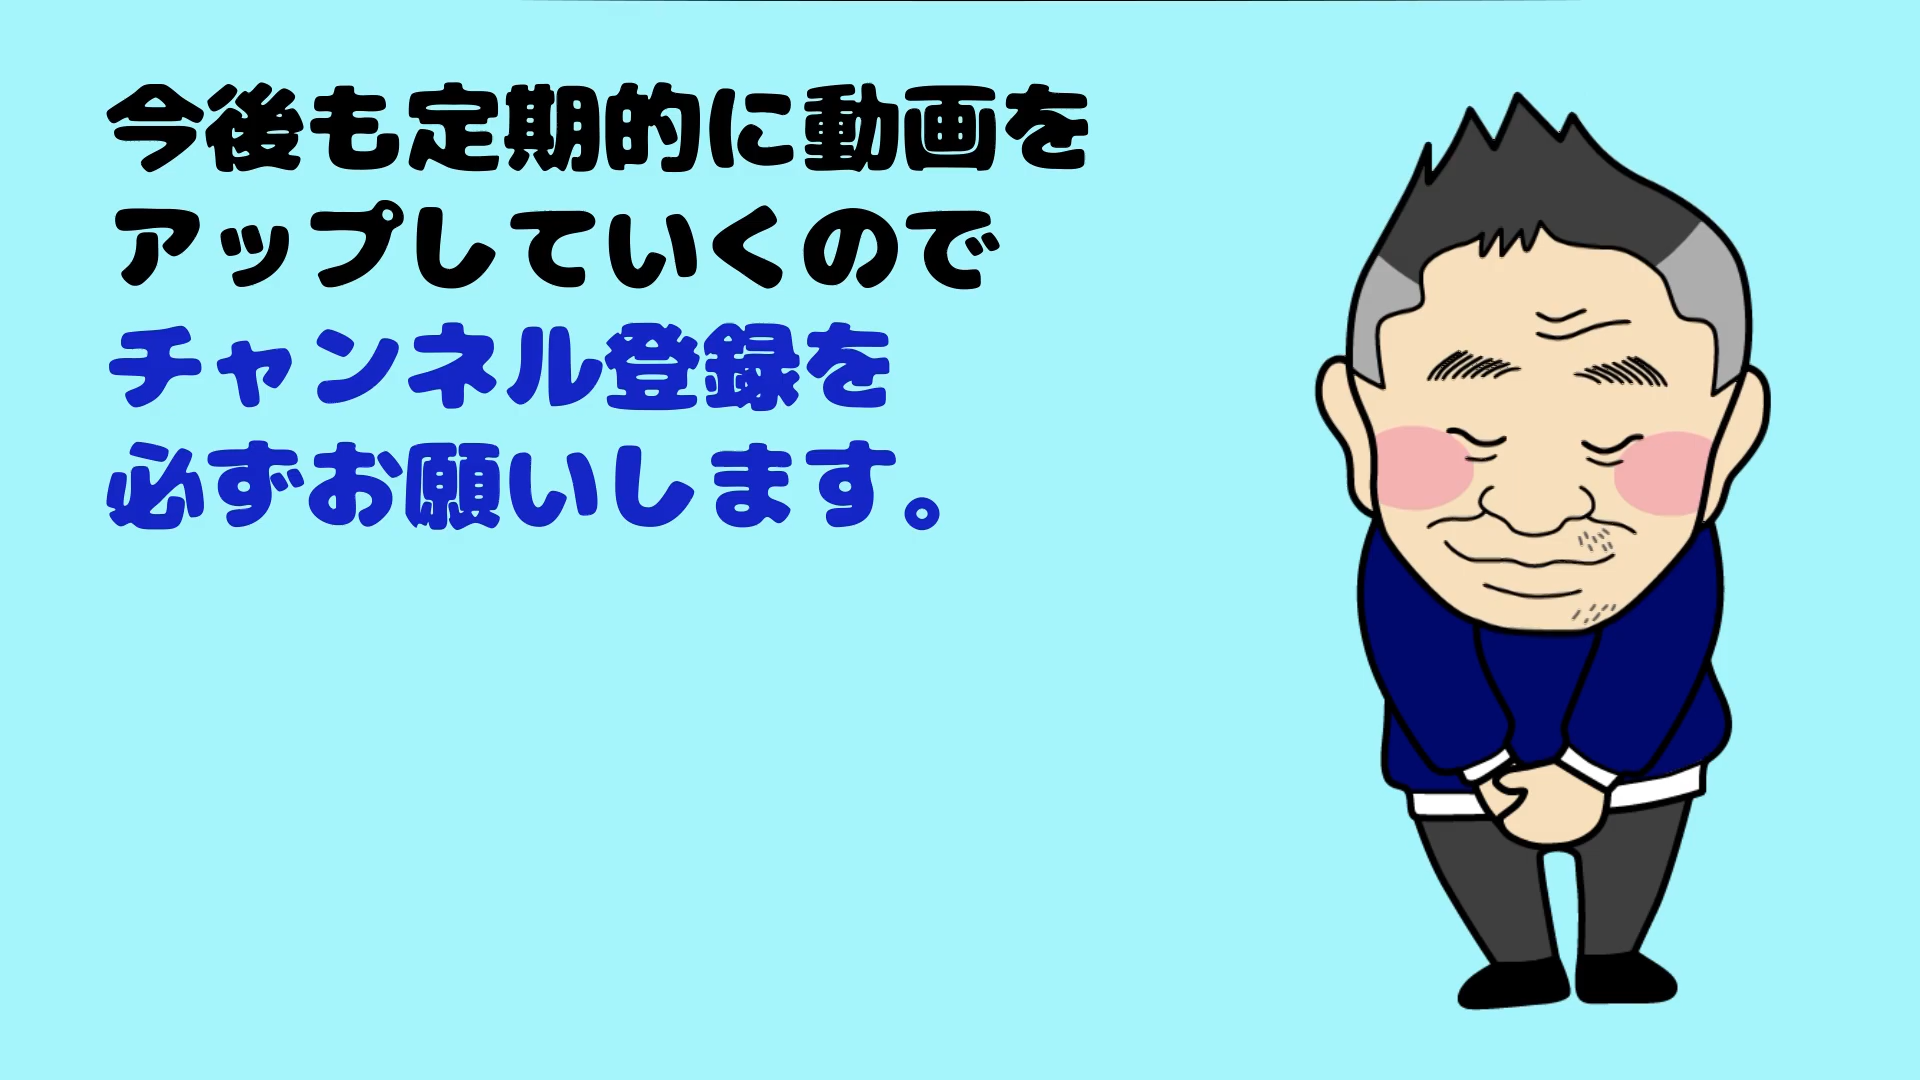 今後も定期的に動画を
アップしていくので
チャンネル登録を
必ずお願いします。